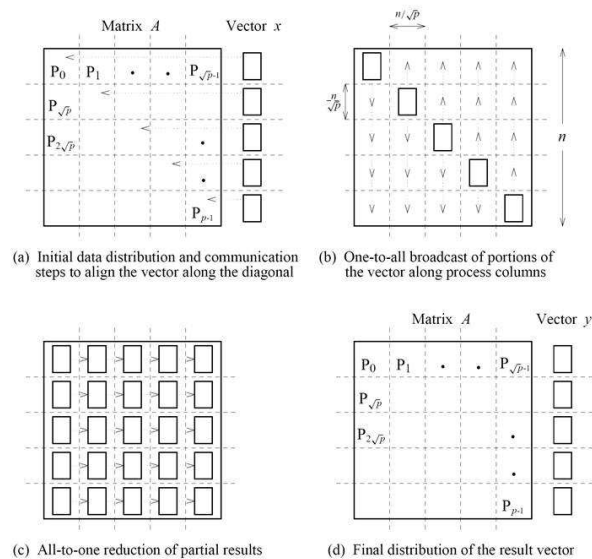 Matrix A Vector x
P0 P1 P√p-1
P√p
P2√p
Pp-1
(a) Initial data distribution and communication
steps to align the vector along the diagonal
n/√p
n
√p
n
(b) One-to-all broadcast of portions of
the vector along process columns
(c) All-to-one reduction of partial results
Matrix A Vector y
P0 P1 P√p-1
P√p
P2√p
Pp-1
(d) Final distribution of the result vector